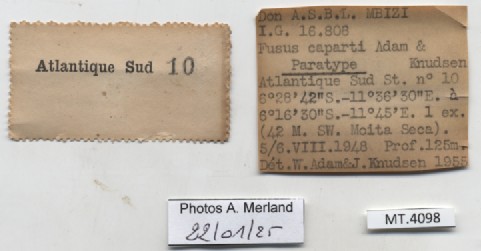 Atlantique Sud 10
Don A.S.B.L. MBIZI
I.G. 16.808
Fusus caparti Adam &
Paratype Knudsen
Atlantique Sud St. n° 10
6°28'42"S.-11°36'30"E. à
6°16'30"S.-11°45'E. 1 ex.
(42 M. SW. Moita Seca).
5/6.VIII.1948 Prof.125m.
Dét.W.Adam&J.Knudsen 1955
Photos A. Merland
22/01/25
MT.4098